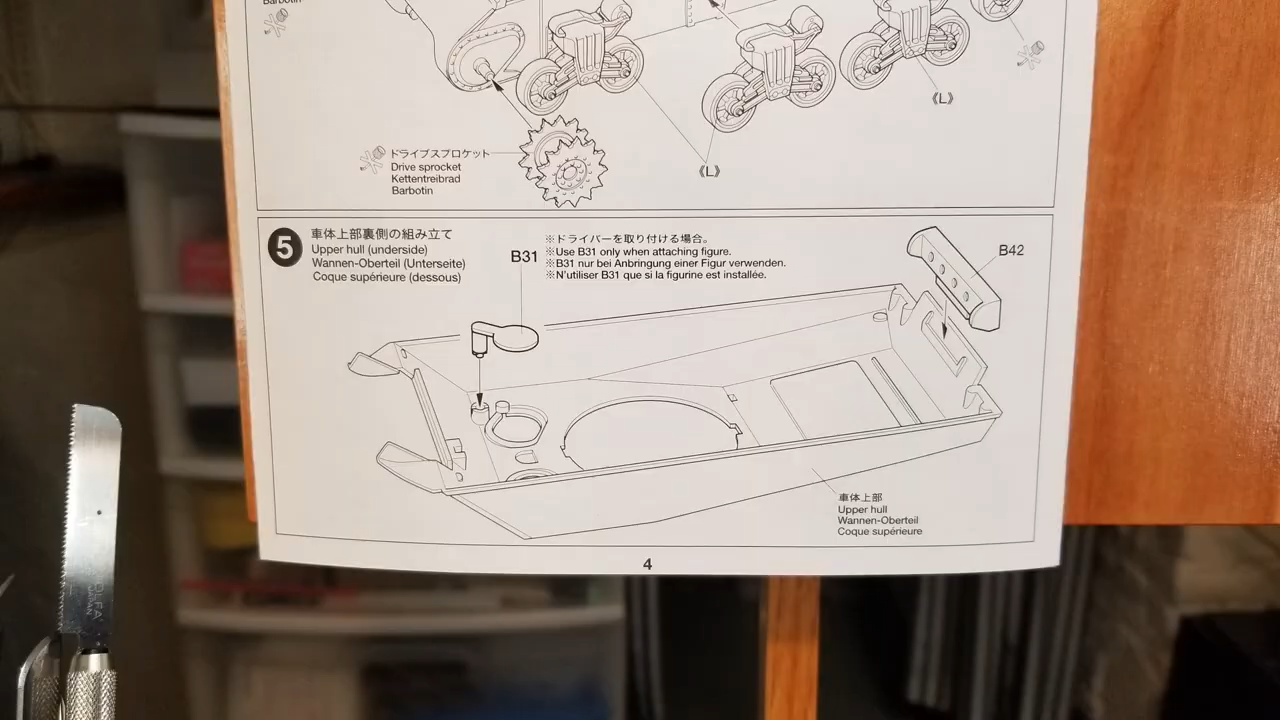 Barbotin
《L》
《L》
ドライブスプロケット
Drive sprocket
Kettentreibrad
Barbotin
5
車体上部裏側の組み立て
Upper hull (underside)
Wannen-Oberteil (Unterseite)
Coque supérieure (dessous)
B31
※ドライバーを取り付ける場合。
※Use B31 only when attaching figure.
※B31 nur bei Anbringung einer Figur verwenden.
※N'utiliser B31 que si la figurine est installée.
B42
車体上部
Upper hull
Wannen-Oberteil
Coque supérieure
4